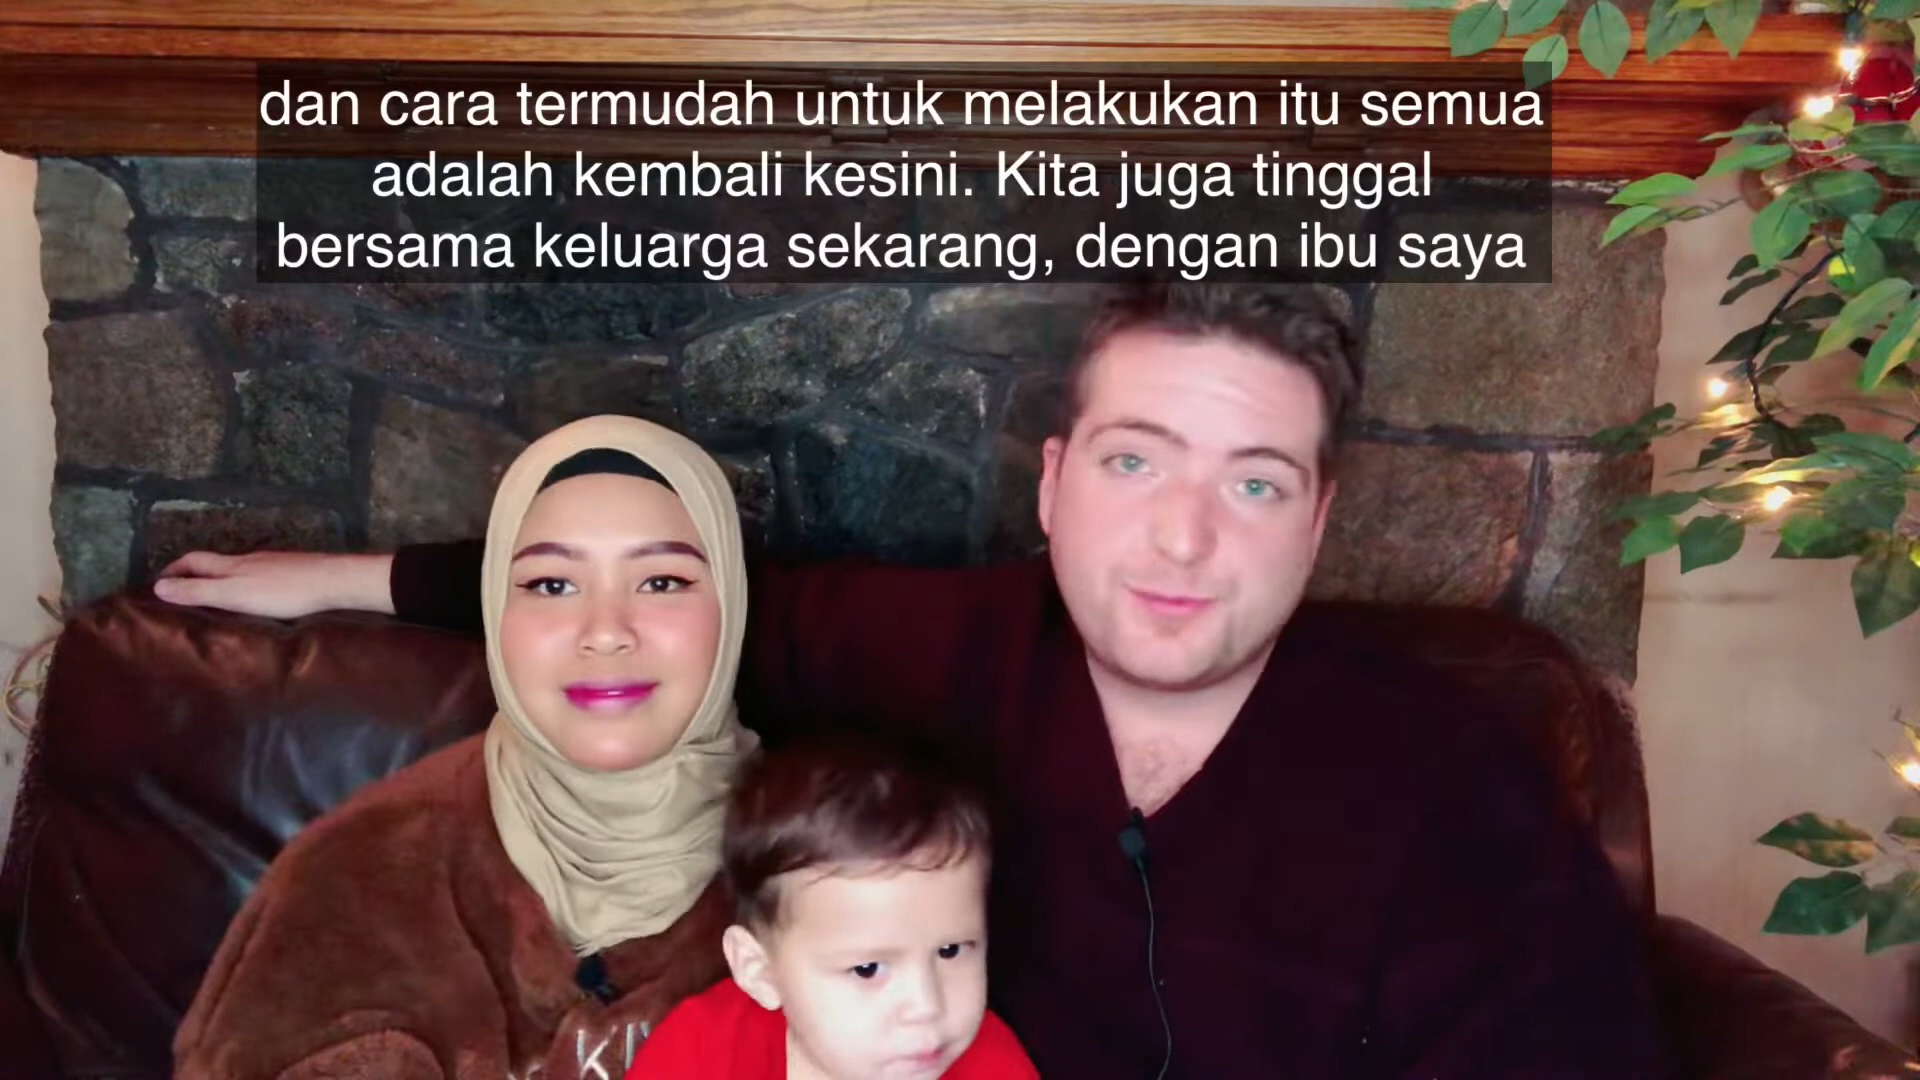 dan cara termudah untuk melakukan itu semua
adalah kembali kesini. Kita juga tinggal
bersama keluarga sekarang, dengan ibu saya